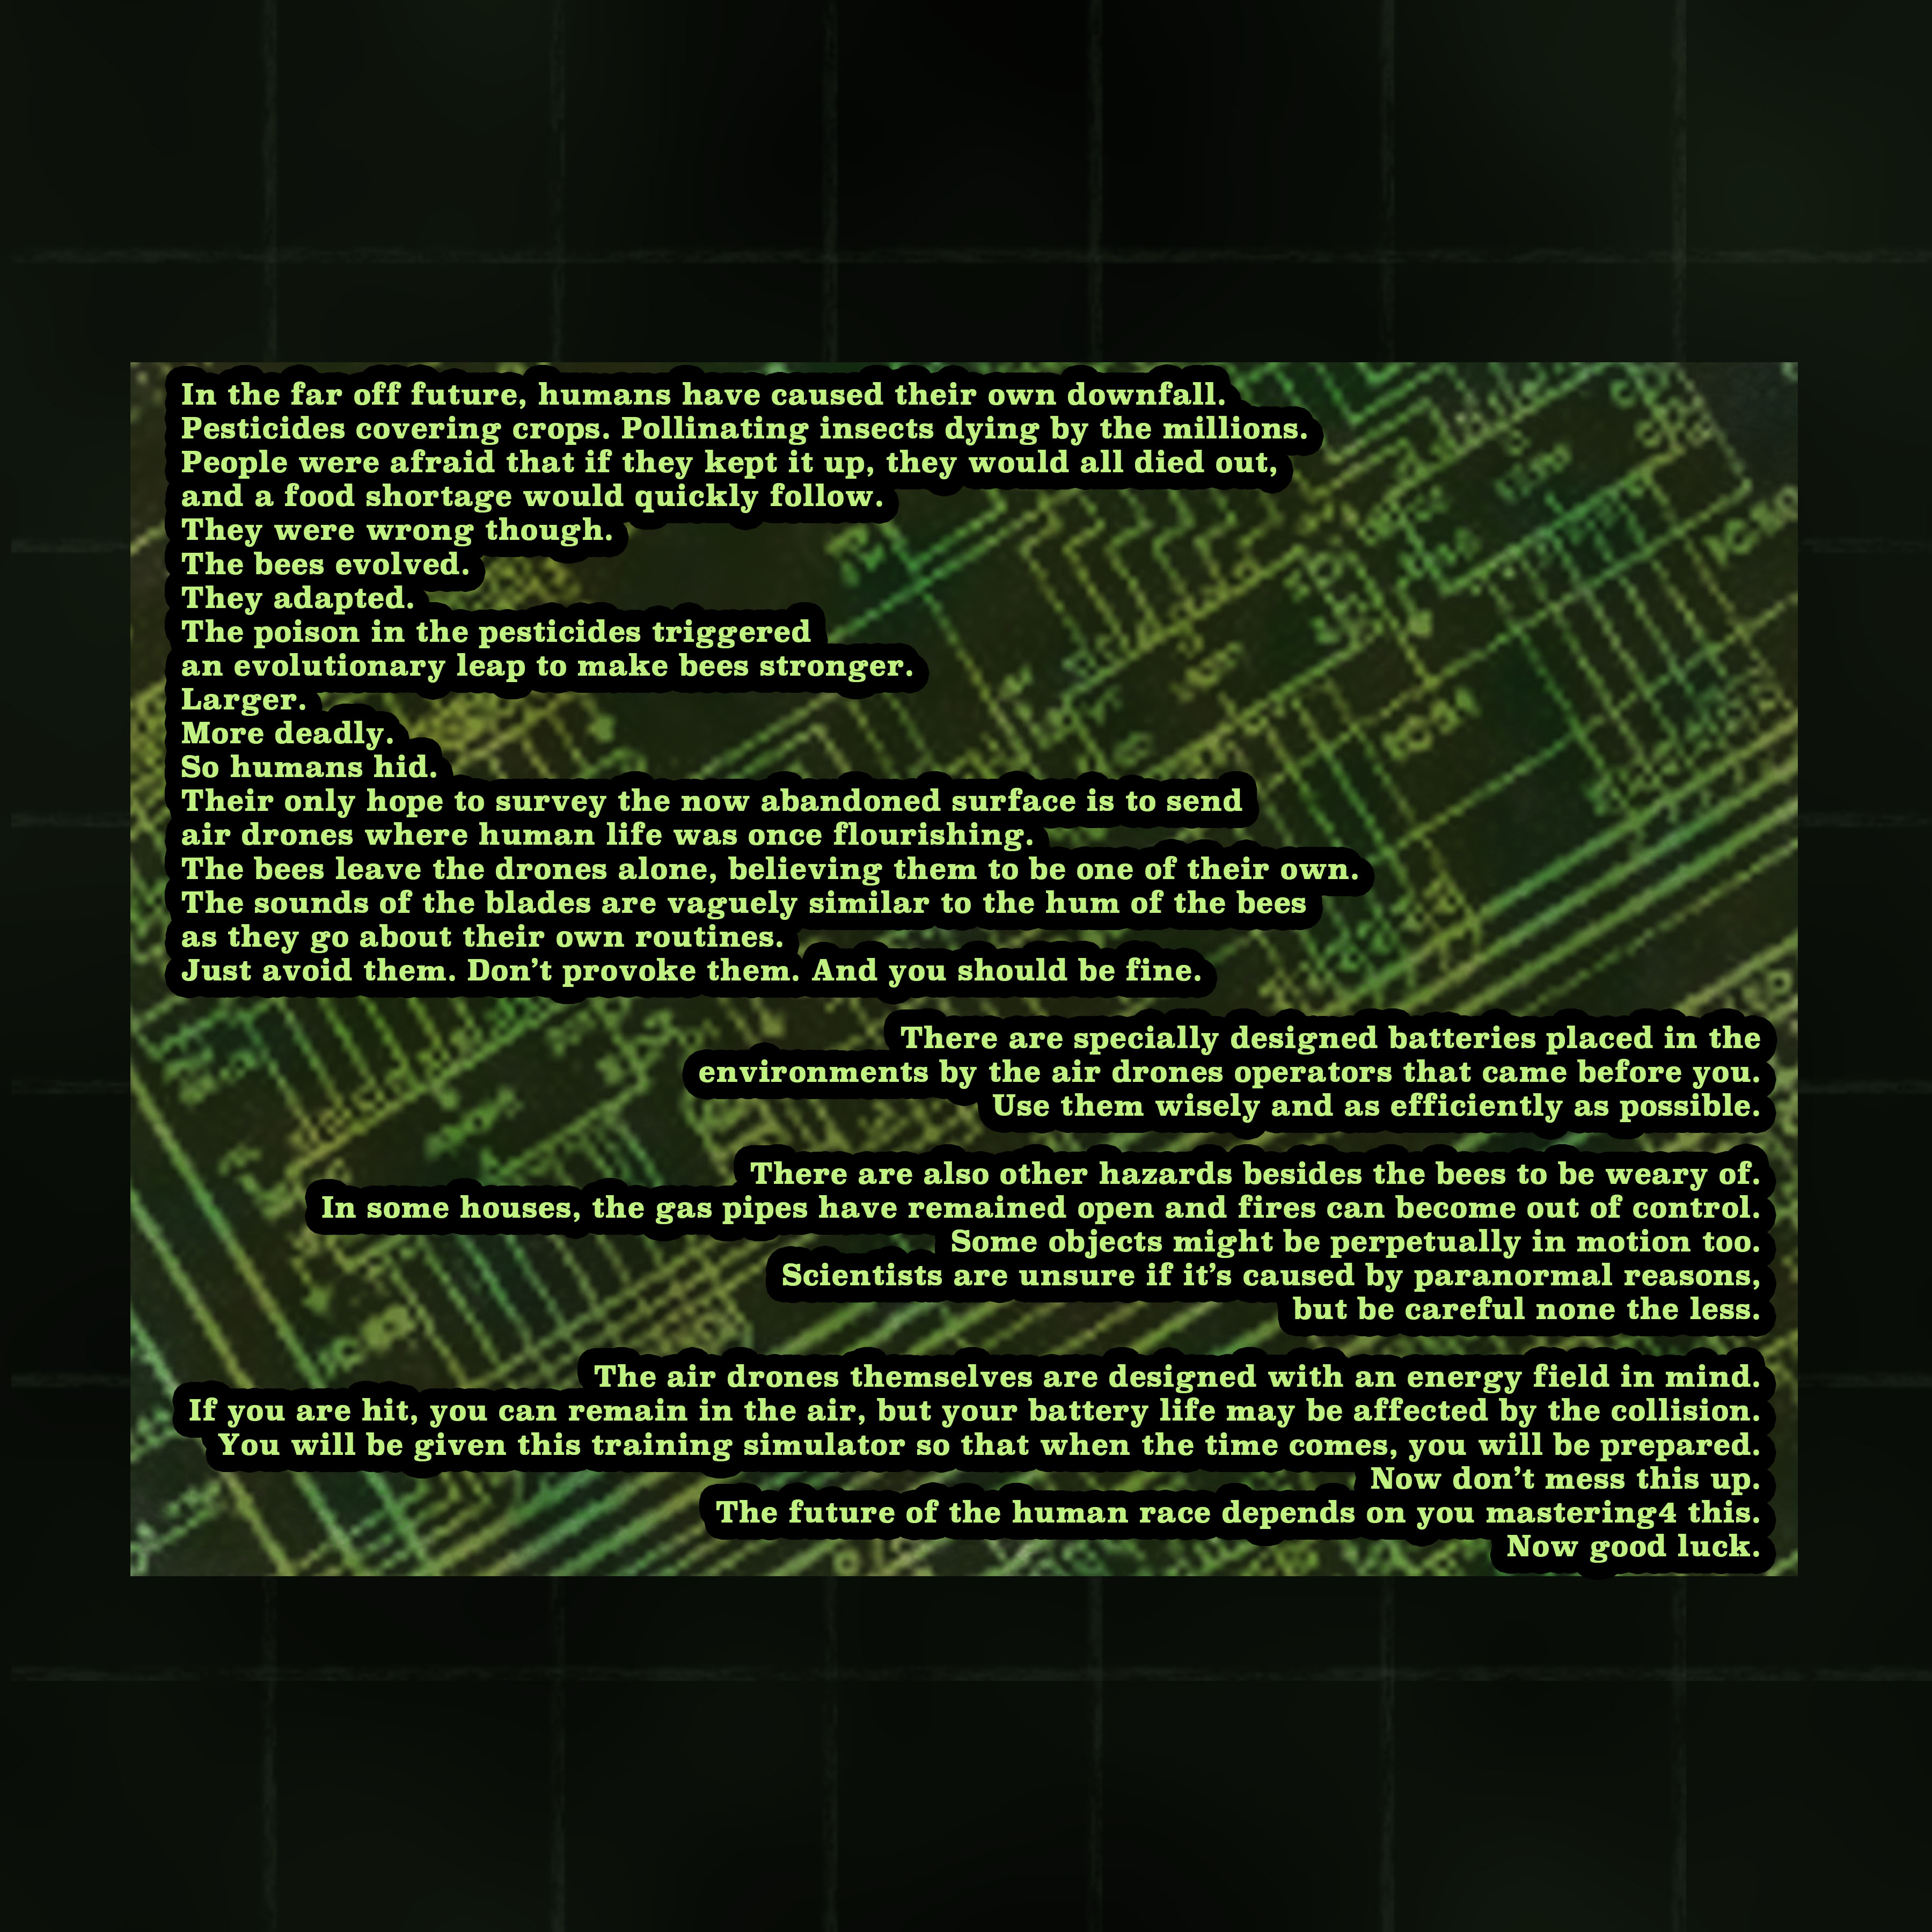 In the far off future, humans have caused their own downfall.
Pesticides covering crops. Pollinating insects dying by the millions.
People were afraid that if they kept it up, they would all died out,
and a food shortage would quickly follow.
They were wrong though.
The bees evolved.
They adapted.
The poison in the pesticides triggered
an evolutionary leap to make bees stronger.
Larger.
More deadly.
So humans hid.
Their only hope to survey the now abandoned surface is to send
air drones where human life was once flourishing.
The bees leave the drones alone, believing them to be one of their own.
The sounds of the blades are vaguely similar to the hum of the bees
as they go about their own routines.
Just avoid them. Don’t provoke them. And you should be fine.
There are specially designed batteries placed in the
environments by the air drones operators that came before you.
Use them wisely and as efficiently as possible.
There are also other hazards besides the bees to be weary of.
In some houses, the gas pipes have remained open and fires can become out of control.
Some objects might be perpetually in motion too.
Scientists are unsure if it’s caused by paranormal reasons,
but be careful none the less.
The air drones themselves are designed with an energy field in mind.
If you are hit, you can remain in the air, but your battery life may be affected by the collision.
You will be given this training simulator so that when the time comes, you will be prepared.
Now don’t mess this up.
The future of the human race depends on you mastering4 this.
Now good luck.